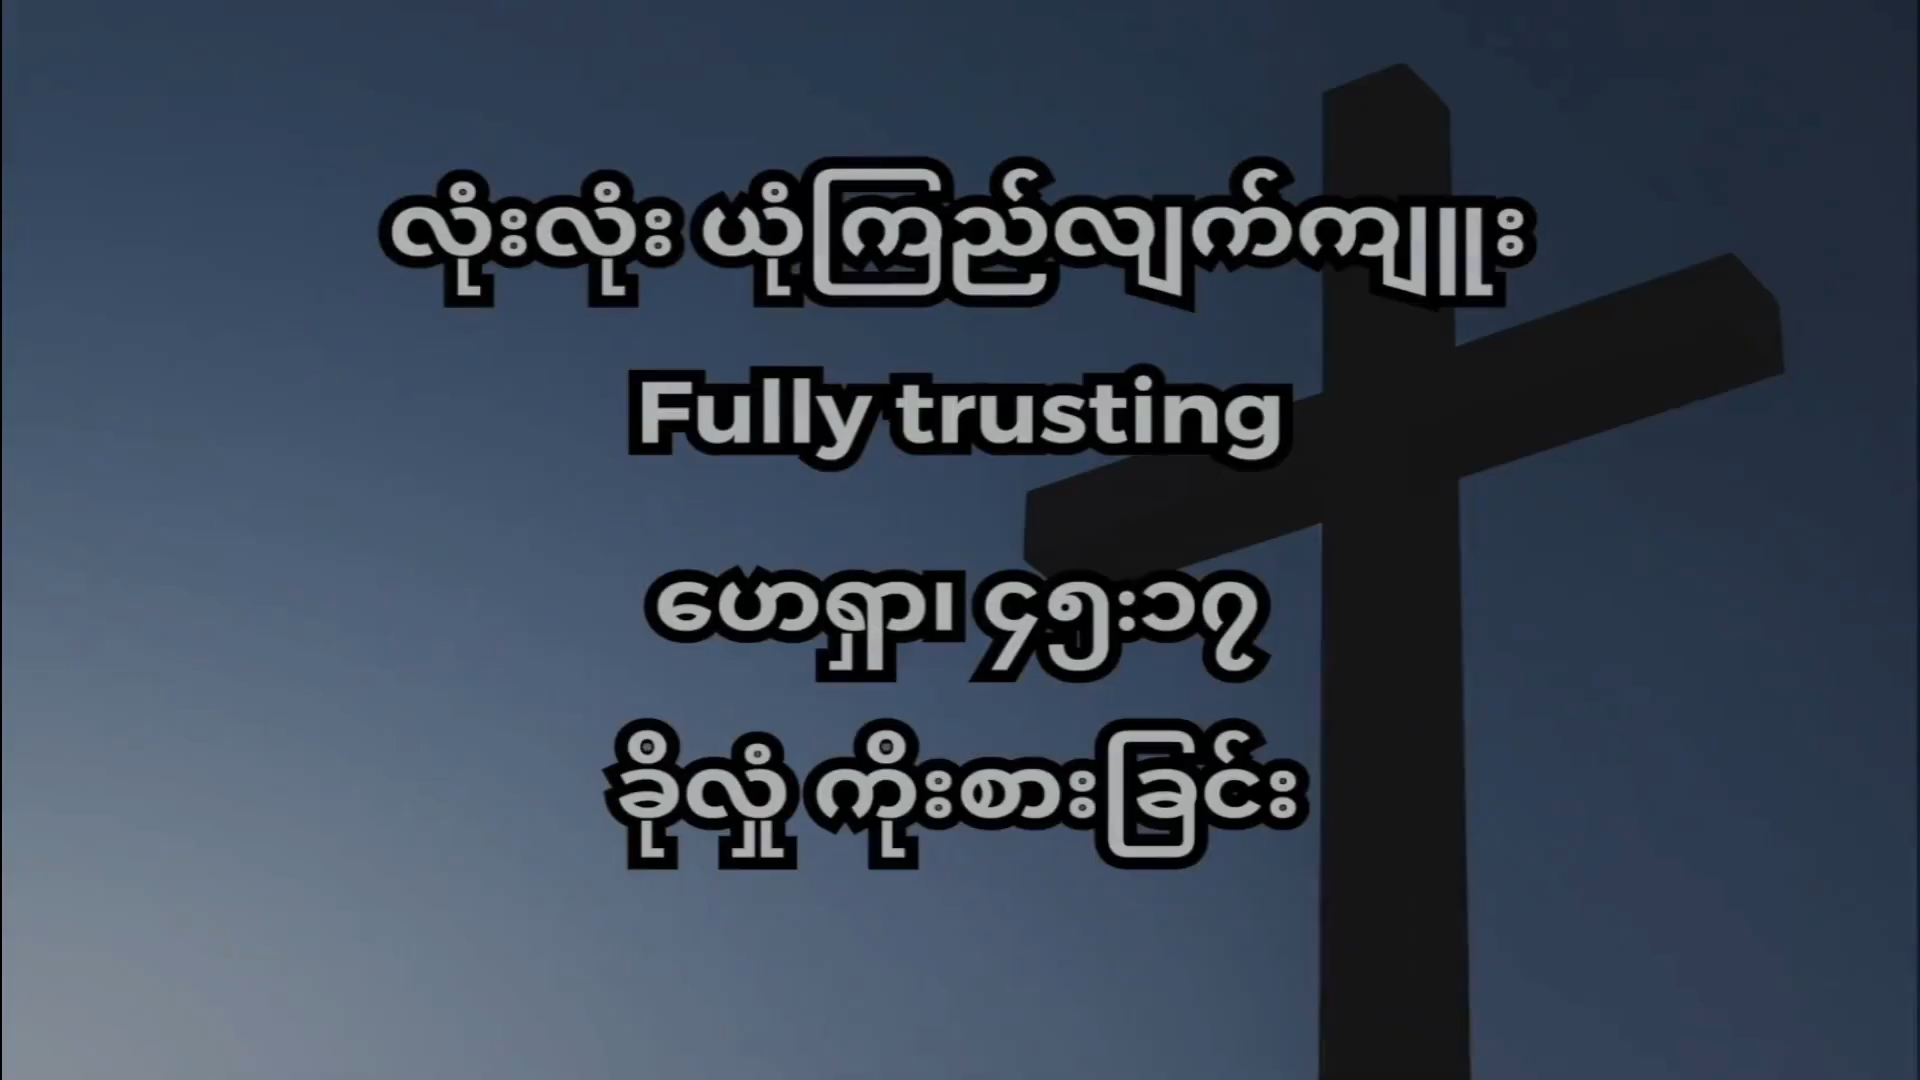 လုံးလုံး ယုံကြည်လျက်ကျူး
Fully trusting
ဟေရှာ၊ ၄၅း၁၇
ခိုလှုံ ကိုးစားခြင်း